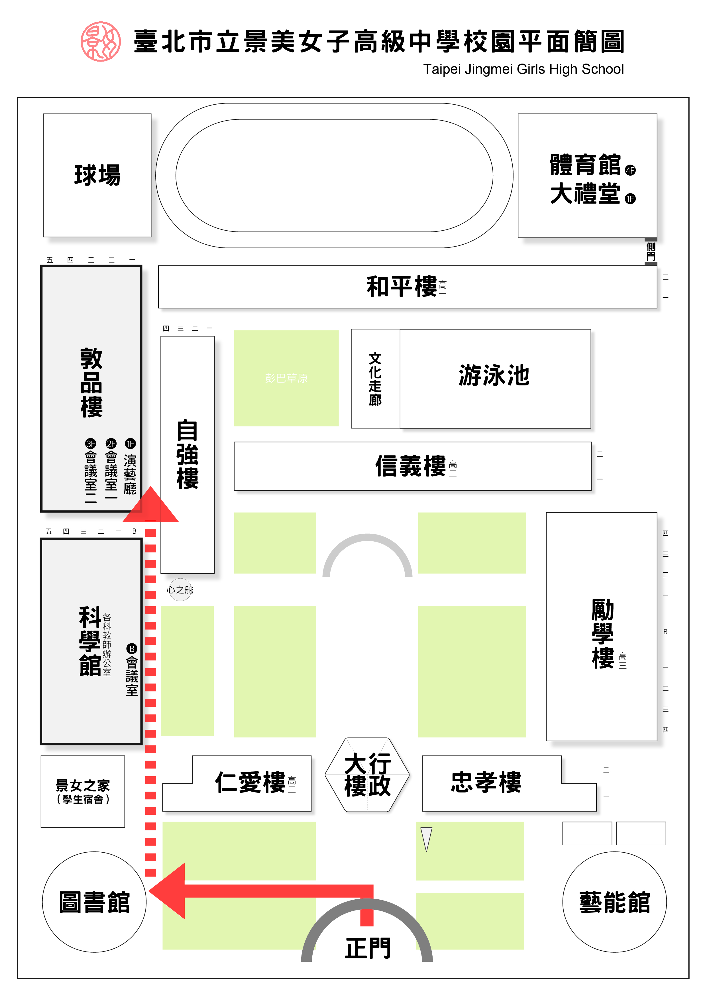 臺北市立景美女子高級中學校園平面簡圖
Taipei Jingmei Girls High School
球場
體育館 4F
大禮堂 1F
側門
五 四 三 二 一
和平樓 高一
二
一
敦品樓
3F 會議室二
2F 會議室一
1F 演藝廳
四 三 二 一
自強樓
彭巴草原
文化走廊
游泳池
信義樓 高二
二
一
五 四 三 二 一 B
科學館 各科教師辦公室
B 會議室
心之舵
勵學樓 高三
四
三
二
一
B
一
二
三
四
景女之家
(學生宿舍)
仁愛樓 高二
行政大樓
忠孝樓
二
一
圖書館
藝能館
正門